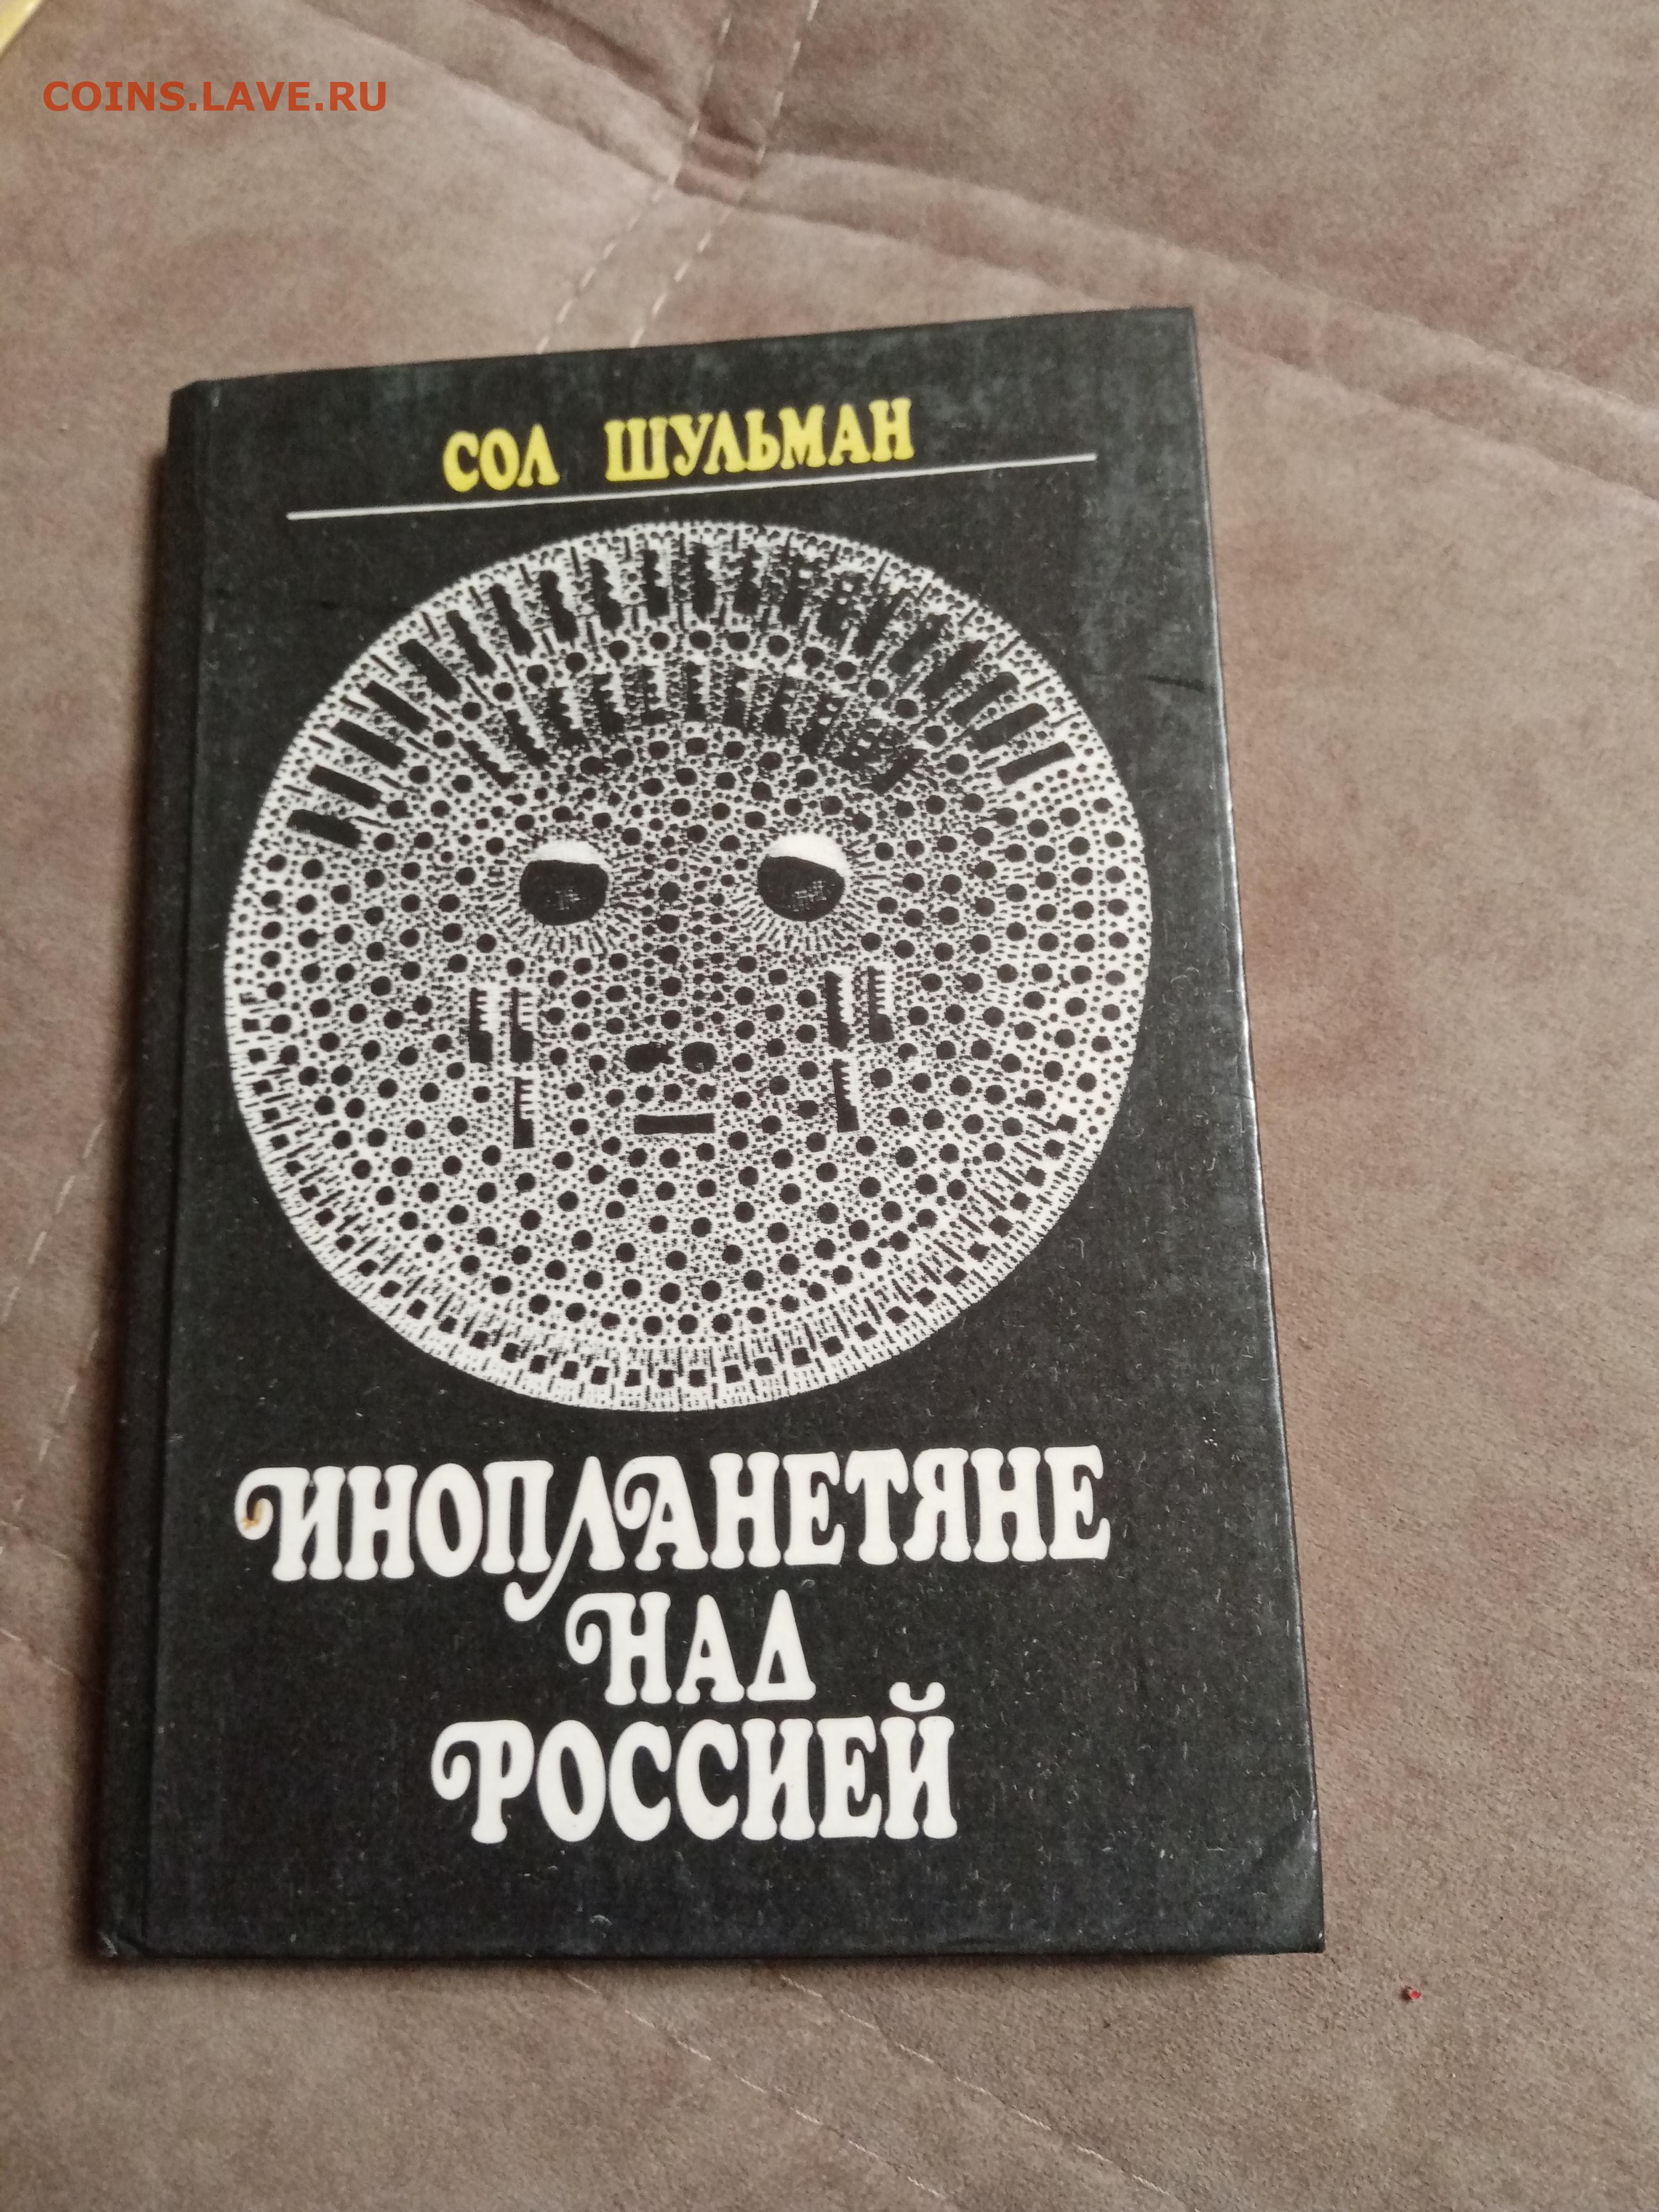 COINS.LAVE.RU
СОЛ ШУЛЬМАН
ИНОПЛАНЕТЯНЕ
НАД
РОССИЕЙ